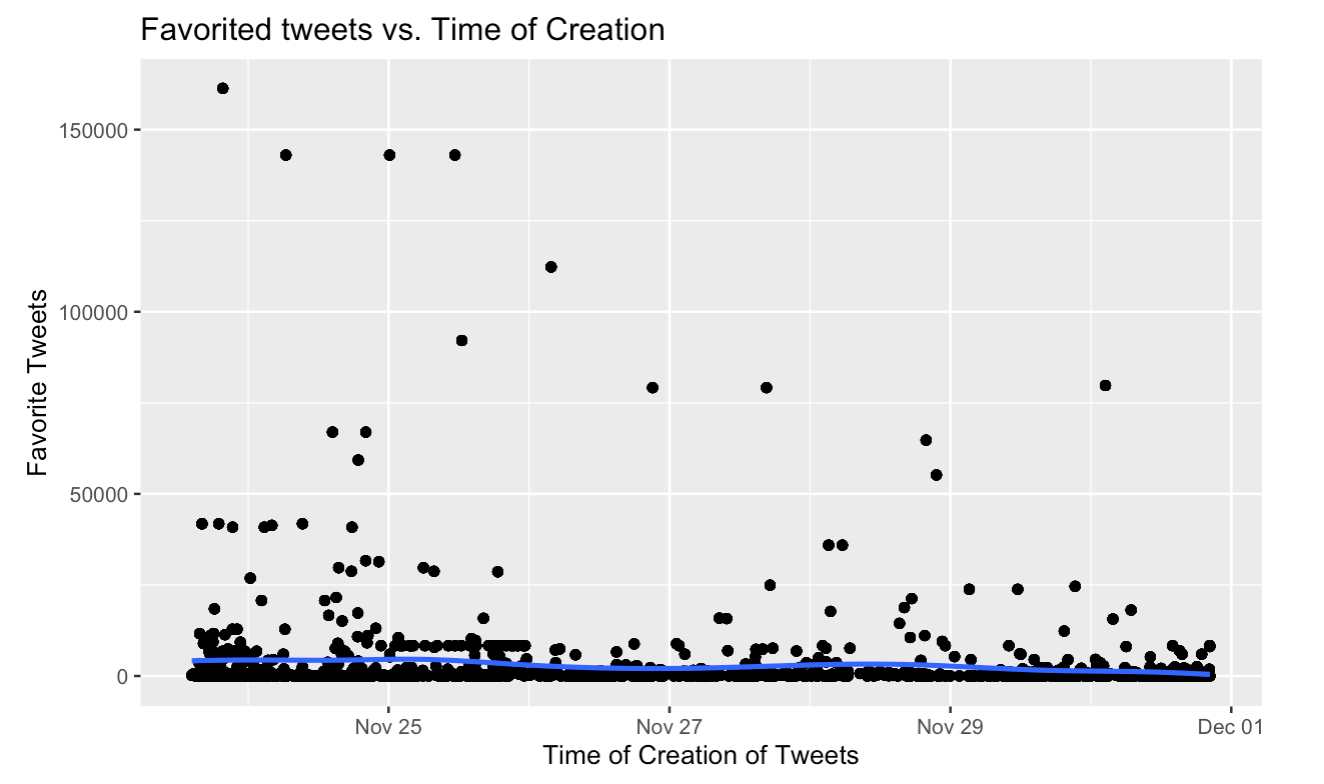 Favorited tweets vs. Time of Creation
Favorite Tweets
150000
100000
50000
0
Nov 25
Nov 27
Nov 29
Dec 01
Time of Creation of Tweets